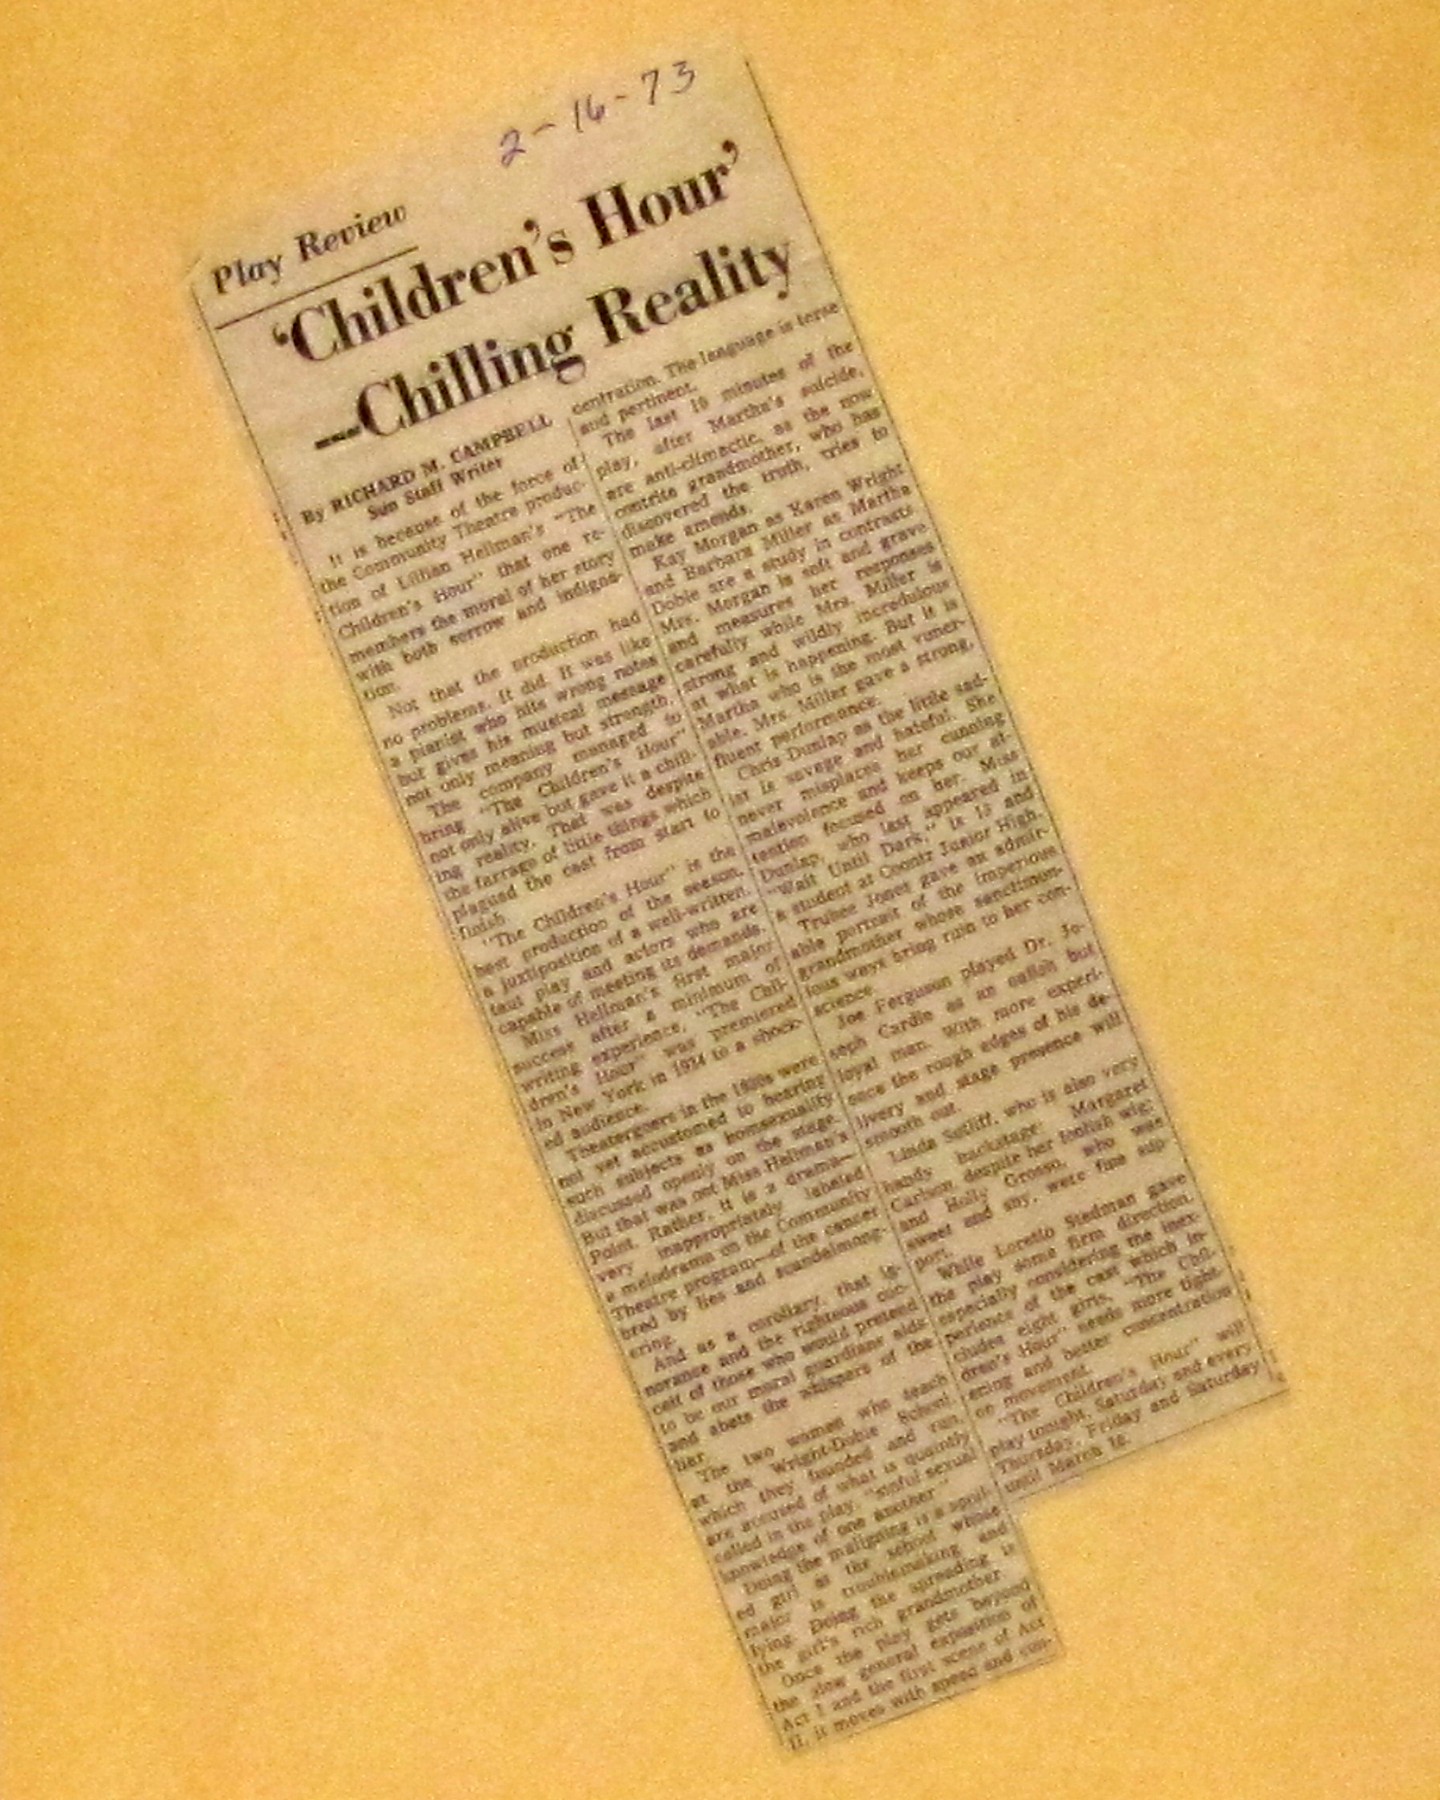 2-16-73
Play Review
'Children's Hour'
—Chilling Reality
By RICHARD M. CAMPBELL
Sun Staff Writer
It is because of the force of
the Community Theatre produc-
tion of Lillian Hellman's "The
Children's Hour" that one re-
members the moral of her story
with both sorrow and indigna-
tion.
Not that the production had
no problems. It did. It was like
a pianist who hits wrong notes
but gives his musical message
not only meaning but strength.
The company managed to
bring "The Children's Hour"
not only alive but gave it a chill-
ing reality. That was despite
the farrago of little things which
plagued the cast from start to
finish.
"The Children's Hour" is the
best production of the season,
a juxtiposition of a well-written,
taut play and actors who are
capable of meeting its demands.
Miss Hellman's first major
success after a minimum of
writing experience, "The Chil-
dren's Hour" was premiered
in New York in 1934 to a shock-
ed audience.
Theatergoers in the 1930s were
not yet accustomed to hearing
such subjects as homosexuality
discussed openly on the stage.
But that was not Miss Hellman's
Point. Rather, it is a drama—
very inappropriately labeled
a melodrama on the Community
Theatre program—of the cancer
bred by lies and scandalmong-
ering.
And as a corollary, that ig-
norance and the righteous con-
ceit of those who would pretend
to be our moral guardians aids
and abets the whispers of the
liar.
The two women who teach
at the Wright-Dobie School,
which they founded and run,
are accused of what is quaintly
called in the play, "sinful sexual
knowledge of one another."
Doing the maligning is a spoil-
ed girl at the school whose
major is troublemaking and
lying. Doing the spreading is
the girl's rich grandmother.
Once the play gets beyond
the slow general exposition of
Act I and the first scene of Act
II, it moves with speed and con-
centration. The language is terse
and pertinent.
The last 10 minutes of the
play, after Martha's suicide,
are anti-climactic, as the now
contrite grandmother, who has
discovered the truth, tries to
make amends.
Kay Morgan as Karen Wright
and Barbara Miller as Martha
Dobie are a study in contrasts.
Mrs. Morgan is soft and grave
and measures her responses
carefully while Mrs. Miller is
strong and wildly incredulous
at what is happening. But it is
Martha who is the most vulner-
able. Mrs. Miller gave a strong,
fluent performance.
Chris Dunlap as the little sad-
ist is savage and hateful. She
never misplaces her cunning
malevolence and keeps our at-
tention focused on her. Miss
Dunlap, who last appeared in
"Wait Until Dark," is 13 and
a student at Coontz Junior High.
Trubee Jones gave an admir-
able portrait of the imperious
grandmother whose sanctimon-
ious ways bring ruin to her con-
science.
Joe Ferguson played Dr. Jo-
seph Cardin as an oafish but
loyal man. With more experi-
ence the rough edges of his de-
livery and stage presence will
smooth out.
Linda Sutliff, who is also very
handy backstage; Margaret
Carlson, despite her foolish wig;
and Holly Grosso, who was
sweet and shy, were fine sup-
port.
While Loretto Stedman gave
the play some firm direction,
especially considering the inex-
perience of the cast which in-
cludes eight girls, "The Chil-
dren's Hour" needs more tight-
ening and better concentration
on movement.
"The Children's Hour" will
play tonight, Saturday and every
Thursday, Friday and Saturday
until March